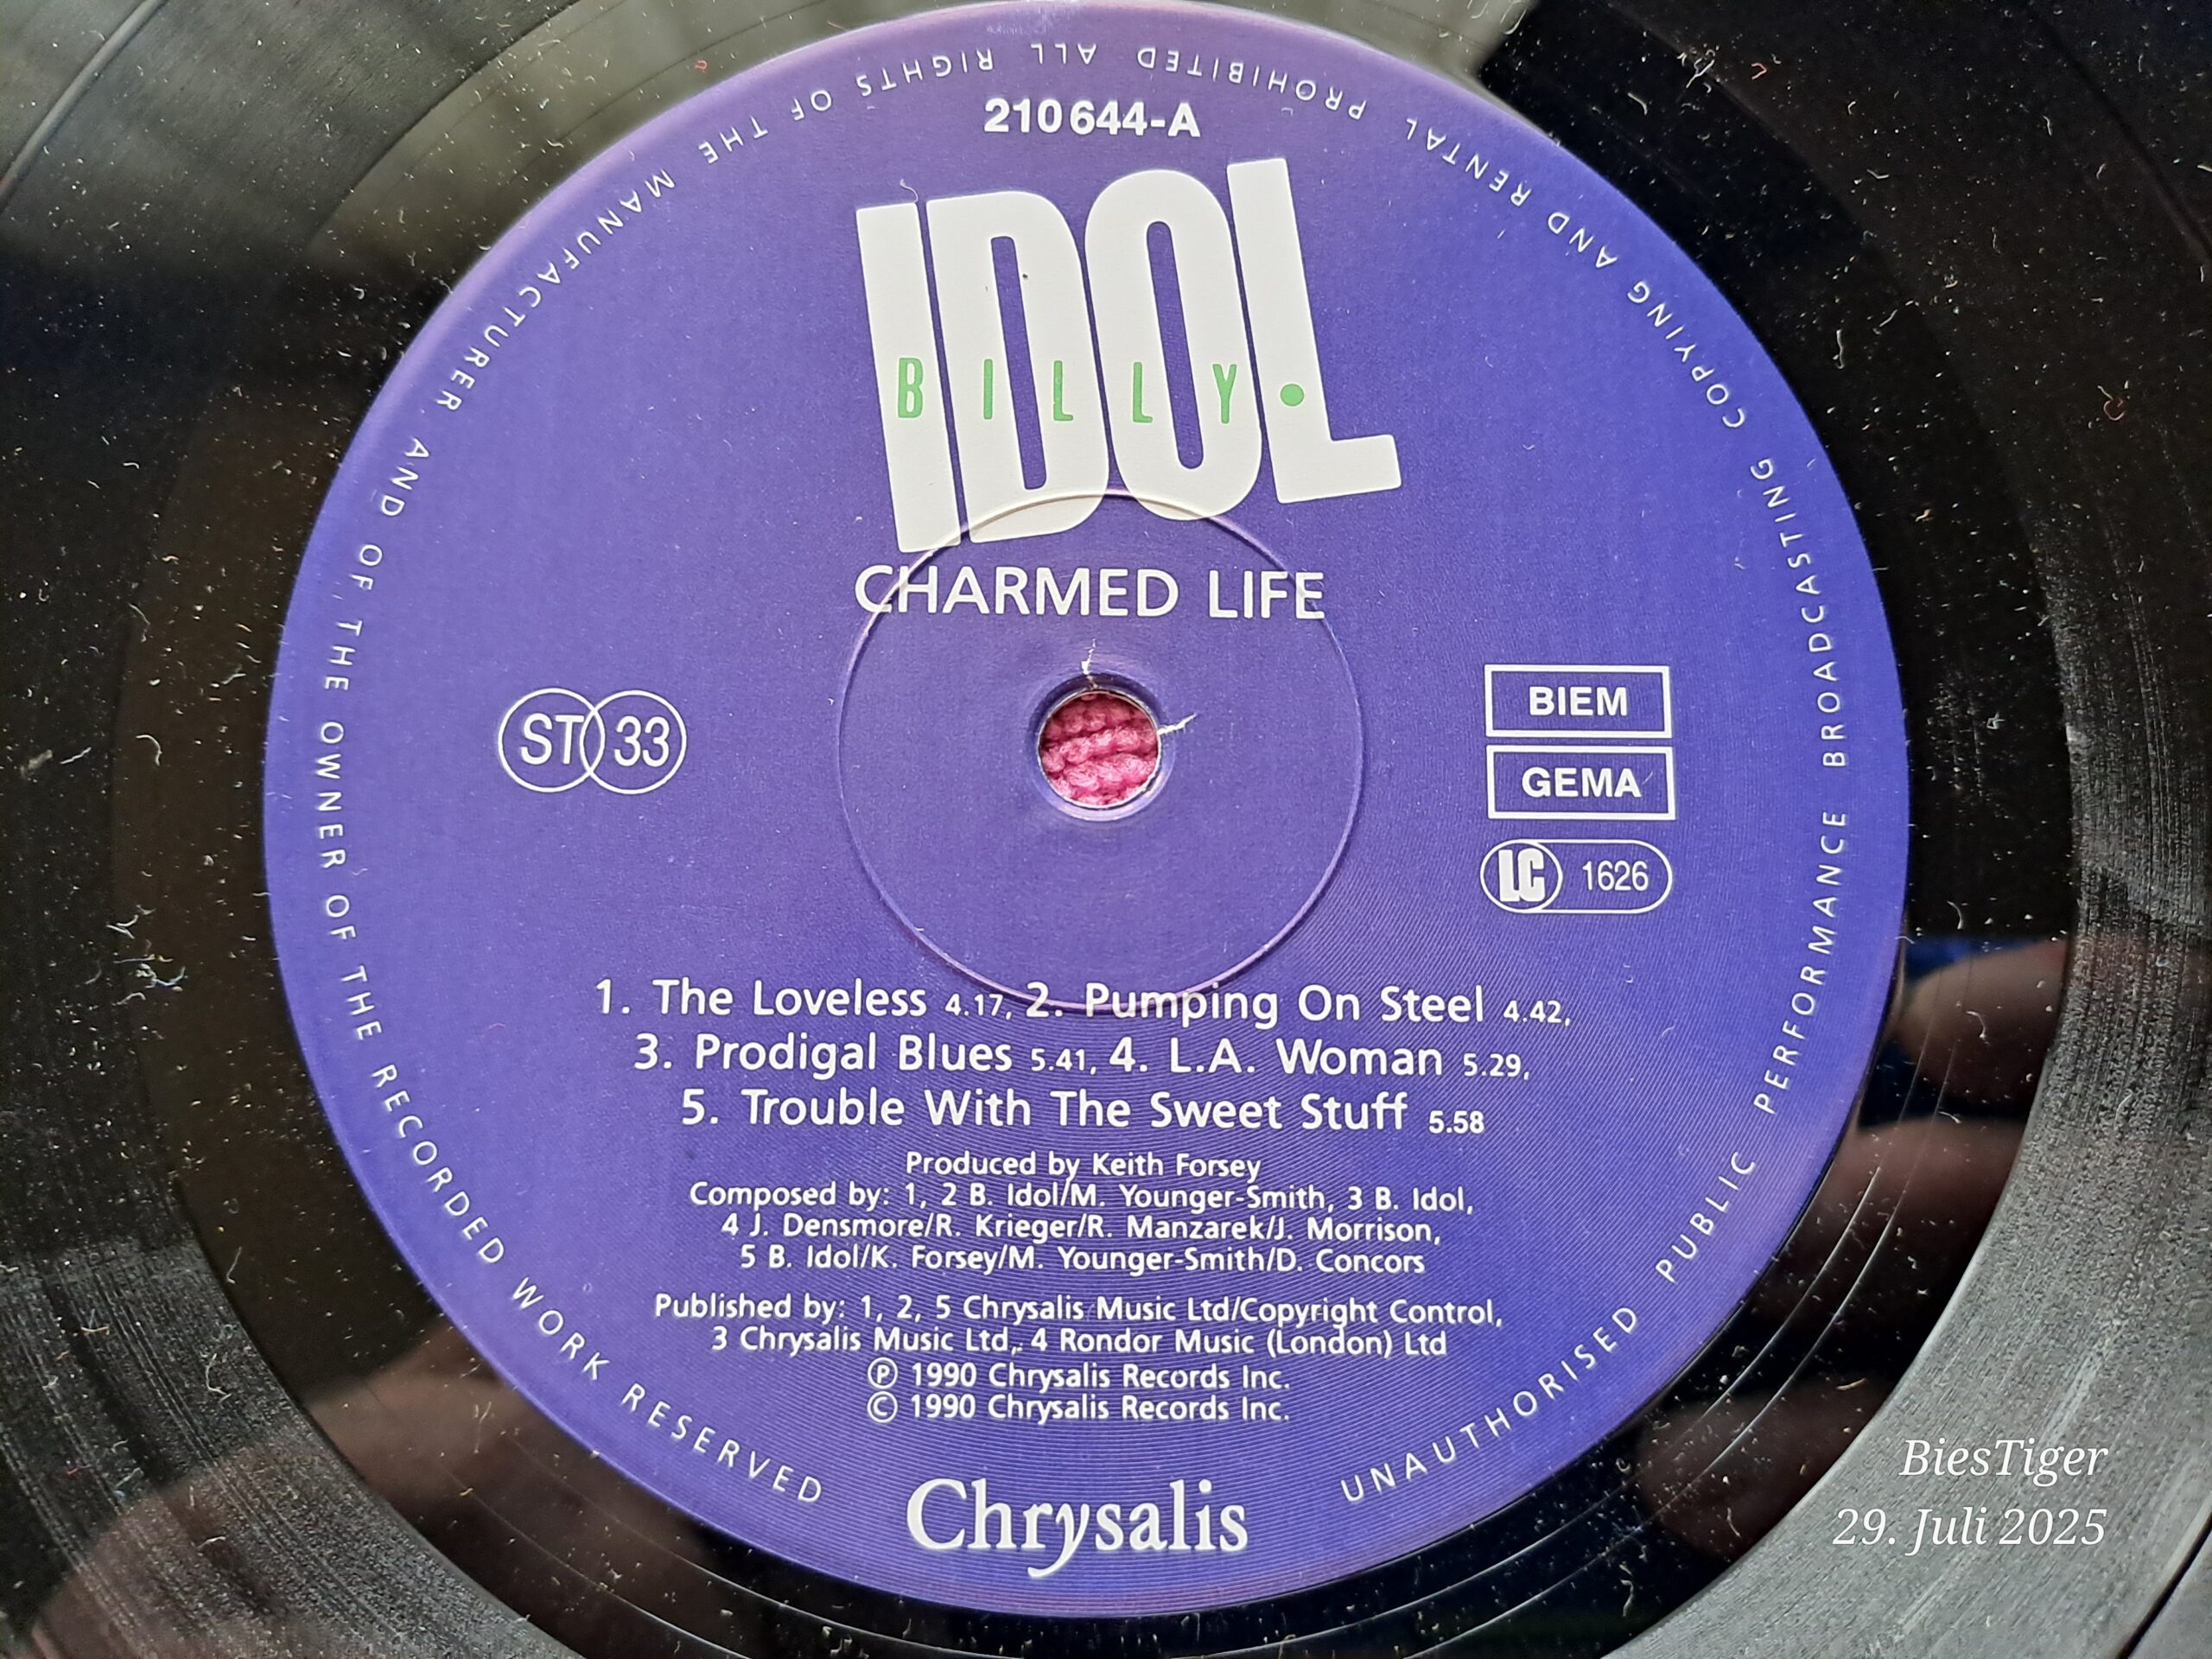 210644-A
IDOL
BILLY.
CHARMED LIFE
ST 33
BIEM
GEMA
LC 1626
1. The Loveless 4.17, 2. Pumping On Steel 4.42,
3. Prodigal Blues 5.41, 4. L.A. Woman 5.29,
5. Trouble With The Sweet Stuff 5.58
Produced by Keith Forsey
Composed by: 1, 2 B. Idol/M. Younger-Smith, 3 B. Idol,
4 J. Densmore/R. Krieger/R. Manzarek/J. Morrison,
5 B. Idol/K. Forsey/M. Younger-Smith/D. Concors
Published by: 1, 2, 5 Chrysalis Music Ltd/Copyright Control,
3 Chrysalis Music Ltd, 4 Rondor Music (London) Ltd
Ⓟ 1990 Chrysalis Records Inc.
© 1990 Chrysalis Records Inc.
Chrysalis
UNAUTHORISED PUBLIC PERFORMANCE BROADCASTING COPYING AND RENTAL PROHIBITED ALL RIGHTS OF THE MANUFACTURER AND OF THE OWNER OF THE RECORDED WORK RESERVED
BiesTiger
29. Juli 2025